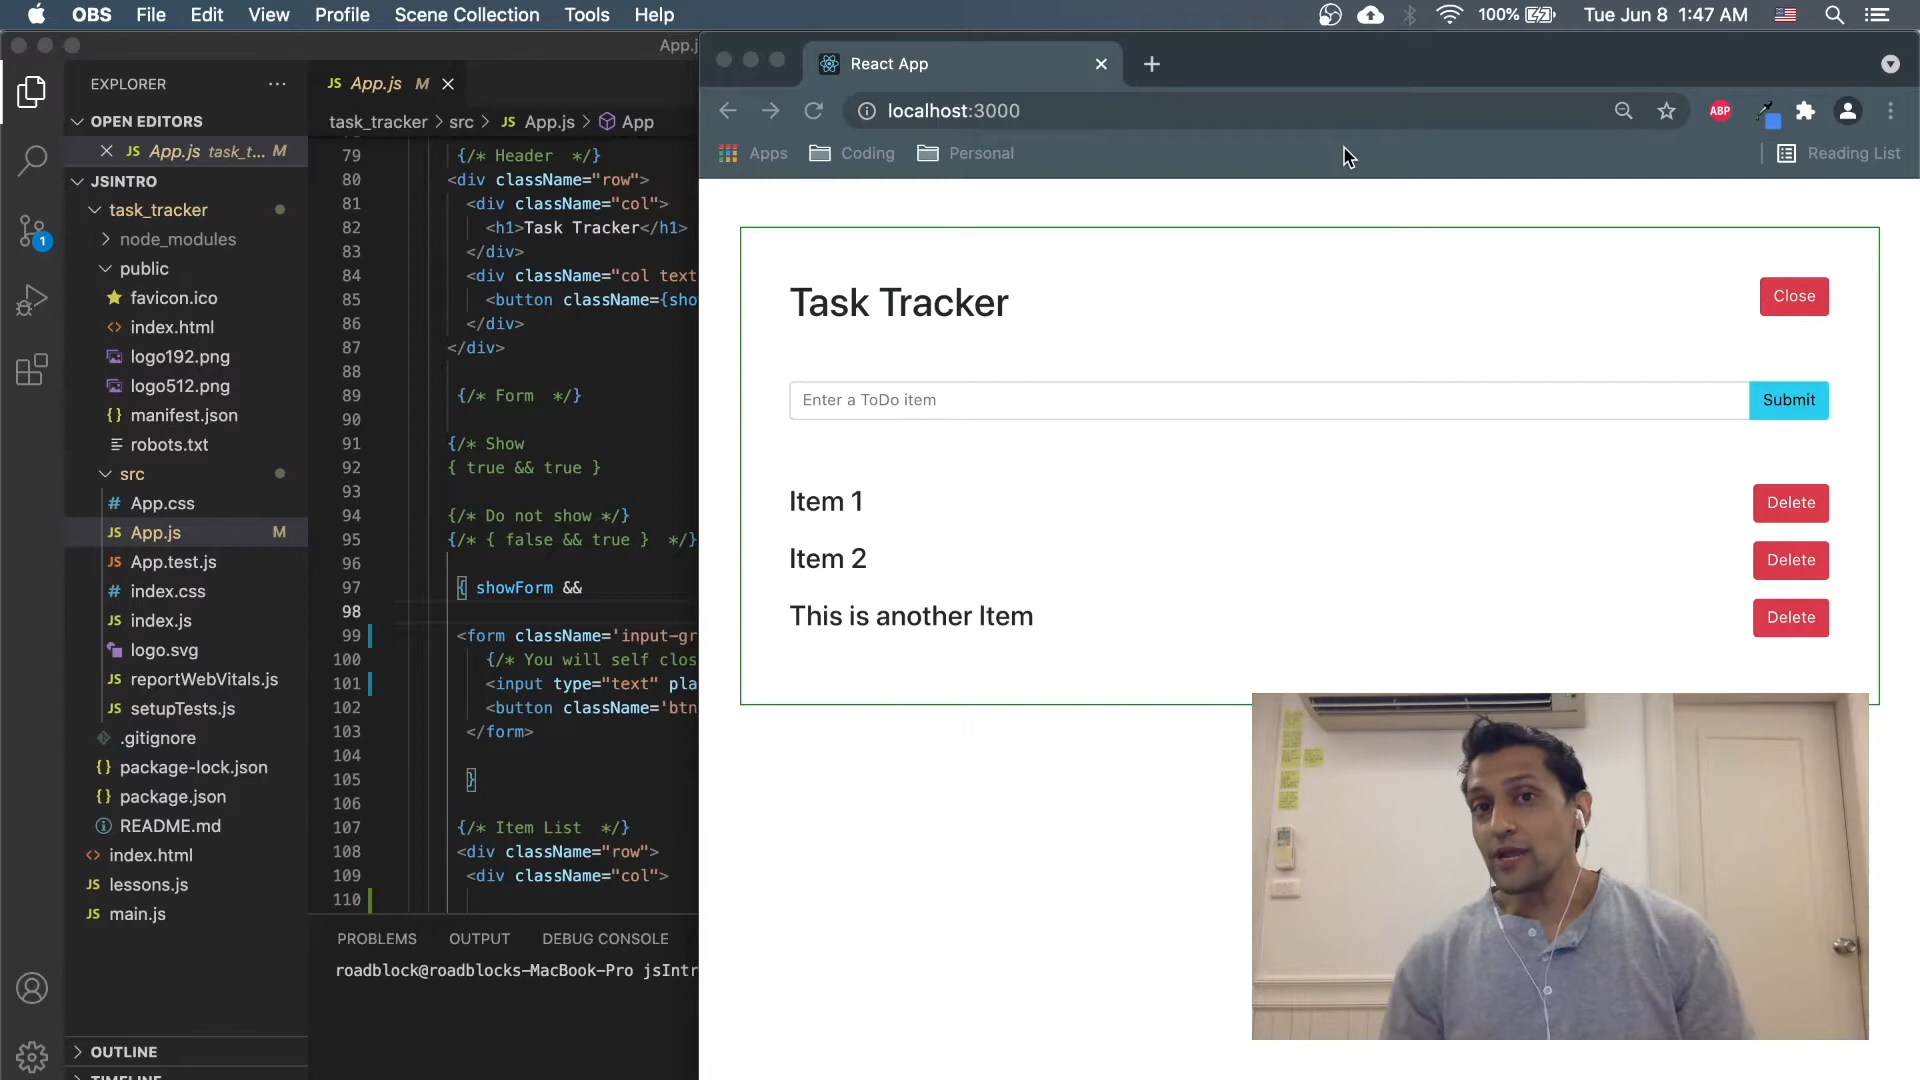 OBS File Edit View Profile Scene Collection Tools Help 100% Tue Jun 8 1:47 AM
App.j
EXPLORER
OPEN EDITORS
JS App.js task_t... M
JSINTRO
task_tracker
node_modules
public
favicon.ico
index.html
logo192.png
logo512.png
manifest.json
robots.txt
src
App.css
App.js M
App.test.js
index.css
index.js
logo.svg
reportWebVitals.js
setupTests.js
.gitignore
package-lock.json
package.json
README.md
index.html
lessons.js
main.js
OUTLINE
TIMELINE
JS App.js M
task_tracker > src > JS App.js > App
79 {/* Header */}
80 <div className="row">
81 <div className="col">
82 <h1>Task Tracker</h1>
83 </div>
84 <div className="col text
85 <button className={sho
86 </div>
87 </div>
88
89 {/* Form */}
90
91 {/* Show
92 { true && true }
93
94 {/* Do not show */}
95 {/* { false && true } */}
96
97 { showForm &&
98
99 <form className='input-gr
100 {/* You will self clos
101 <input type="text" pla
102 <button className='btn
103 </form>
104
105 }
106
107 {/* Item List */}
108 <div className="row">
109 <div className="col">
110
PROBLEMS OUTPUT DEBUG CONSOLE
roadblock@roadblocks-MacBook-Pro jsIntr
React App
localhost:3000
ABP
Apps Coding Personal Reading List
Task Tracker
Close
Enter a ToDo item
Submit
Item 1
Delete
Item 2
Delete
This is another Item
Delete
1